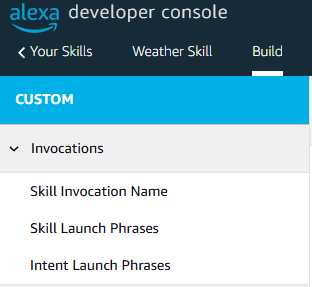 alexa developer console
Your Skills Weather Skill Build
CUSTOM
Invocations
Skill Invocation Name
Skill Launch Phrases
Intent Launch Phrases